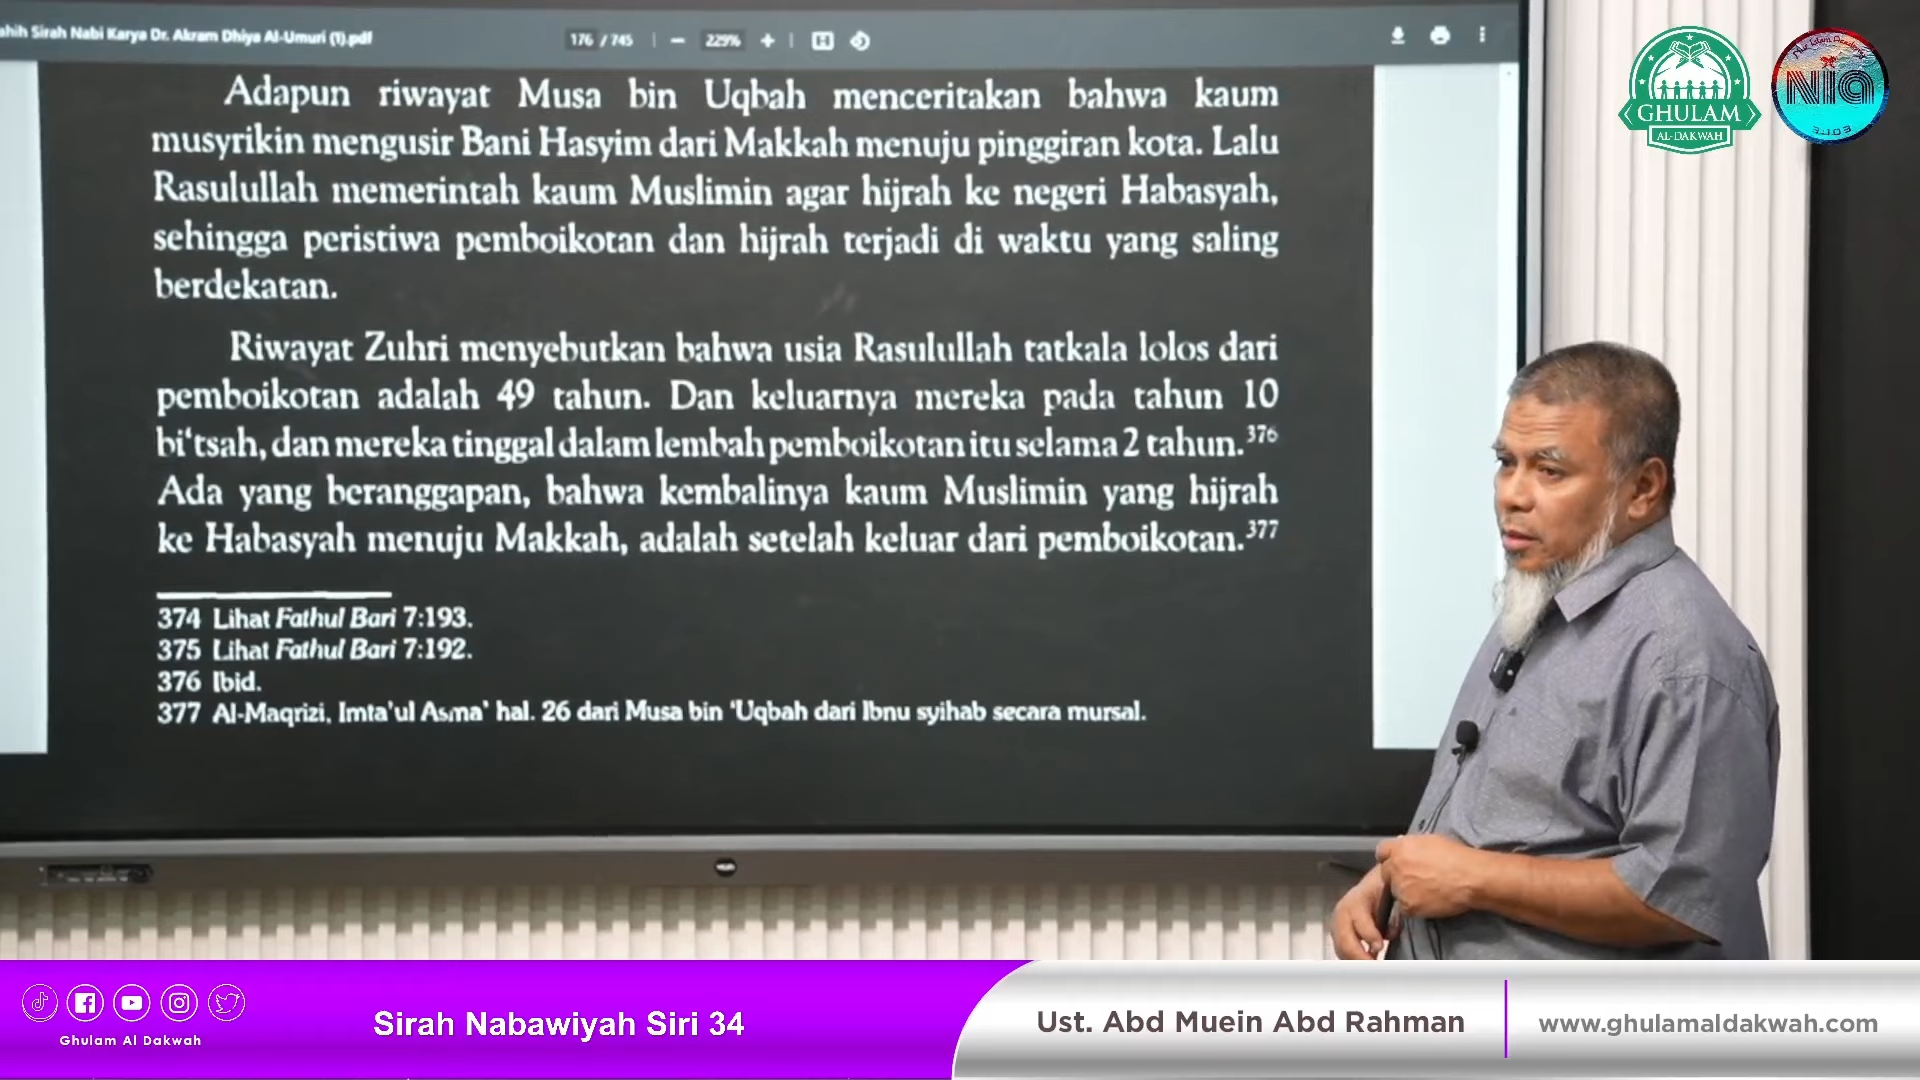 ahih Sirah Nabi Karya Dr. Akram Dhiya Al-Umuri (1).pdf
176 / 745
229%
Adapun riwayat Musa bin Uqbah menceritakan bahwa kaum
musyrikin mengusir Bani Hasyim dari Makkah menuju pinggiran kota. Lalu
Rasulullah memerintah kaum Muslimin agar hijrah ke negeri Habasyah,
sehingga peristiwa pemboikotan dan hijrah terjadi di waktu yang saling
berdekatan.
Riwayat Zuhri menyebutkan bahwa usia Rasulullah tatkala lolos dari
pemboikotan adalah 49 tahun. Dan keluarnya mereka pada tahun 10
bi‘tsah, dan mereka tinggal dalam lembah pemboikotan itu selama 2 tahun.376
Ada yang beranggapan, bahwa kembalinya kaum Muslimin yang hijrah
ke Habasyah menuju Makkah, adalah setelah keluar dari pemboikotan.377
374 Lihat Fathul Bari 7:193.
375 Lihat Fathul Bari 7:192.
376 Ibid.
377 Al-Maqrizi, Imta'ul Asma' hal. 26 dari Musa bin 'Uqbah dari Ibnu syihab secara mursal.
GHULAM
AL-DAKWAH
NIA
Ghulam Al Dakwah
Sirah Nabawiyah Siri 34
Ust. Abd Muein Abd Rahman
www.ghulamaldakwah.com